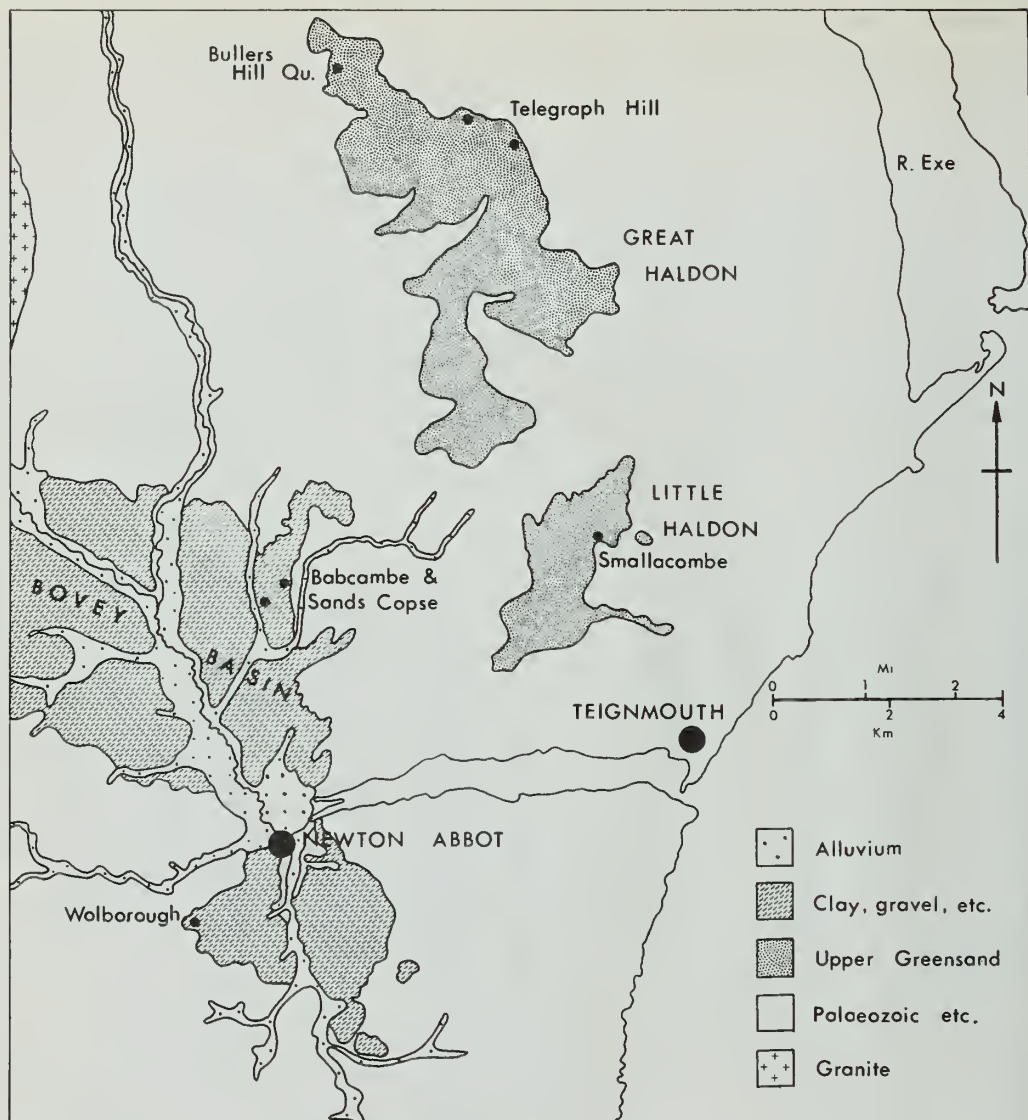 Bullers
Hill Qu.
Telegraph Hill
R. Exe
GREAT
HALDON
N
LITTLE
HALDON
Smallacombe
Babcambe &
Sands Copse
BOVEY
BASIN
Mi
0 1 2
0 2 4
Km
TEIGNMOUTH
NEWTON ABBOT
Wolborough
Alluvium
Clay, gravel, etc.
Upper Greensand
Palaeozoic etc.
Granite